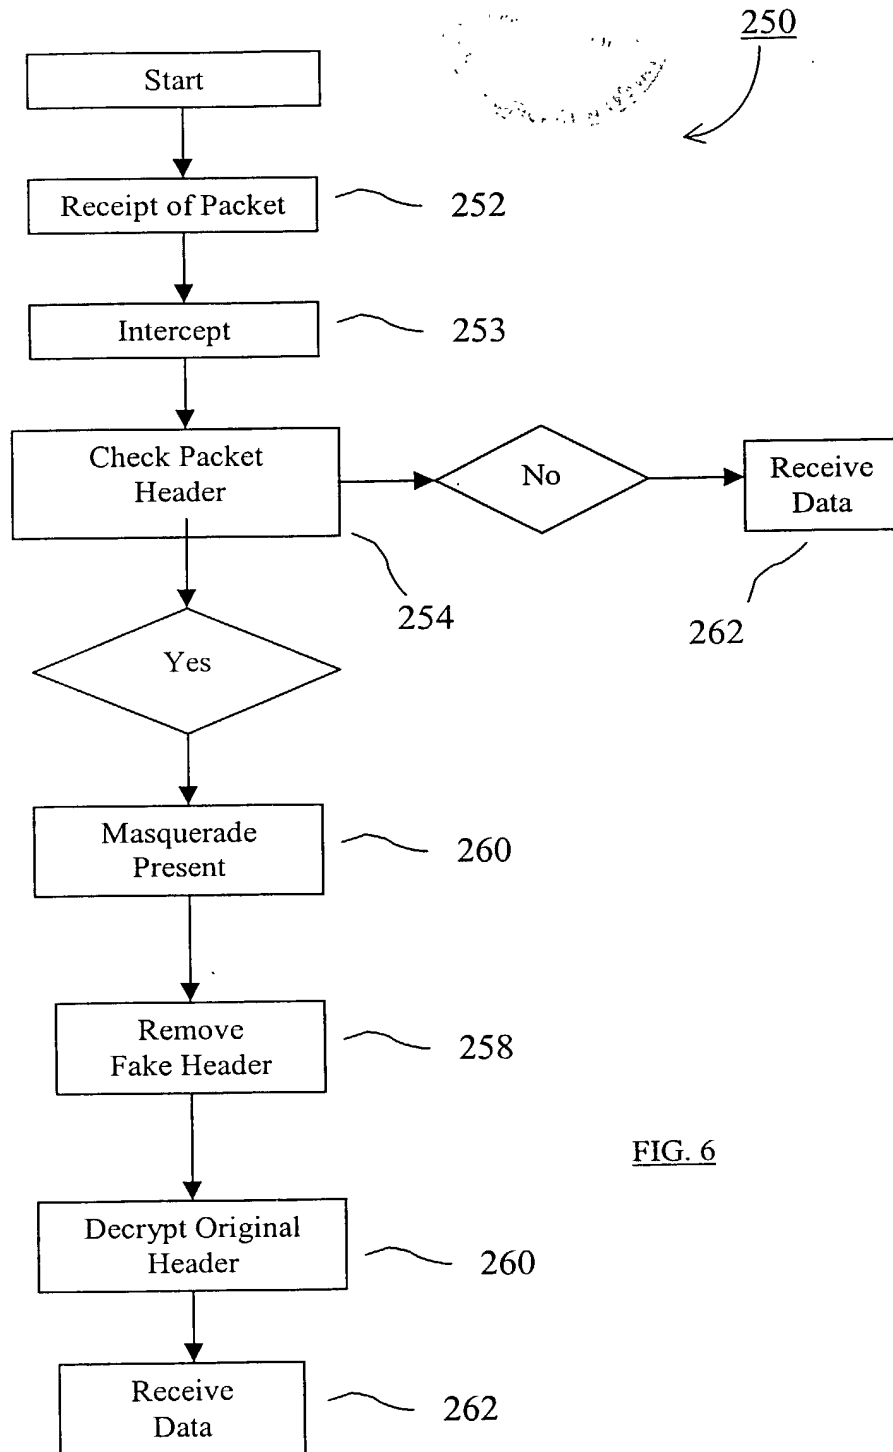 250
Start
Receipt of Packet
252
Intercept
253
Check Packet
Header
254
No
Receive
Data
262
Yes
Masquerade
Present
260
Remove
Fake Header
258
FIG. 6
Decrypt Original
Header
260
Receive
Data
262